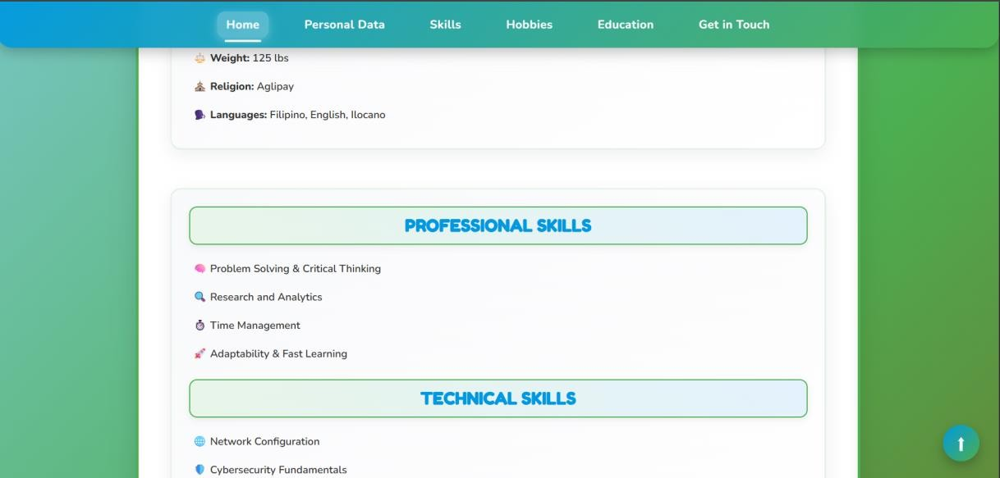 Home Personal Data Skills Hobbies Education Get in Touch
Weight: 125 lbs
Religion: Aglipay
Languages: Filipino, English, Ilocano
PROFESSIONAL SKILLS
Problem Solving & Critical Thinking
Research and Analytics
Time Management
Adaptability & Fast Learning
TECHNICAL SKILLS
Network Configuration
Cybersecurity Fundamentals